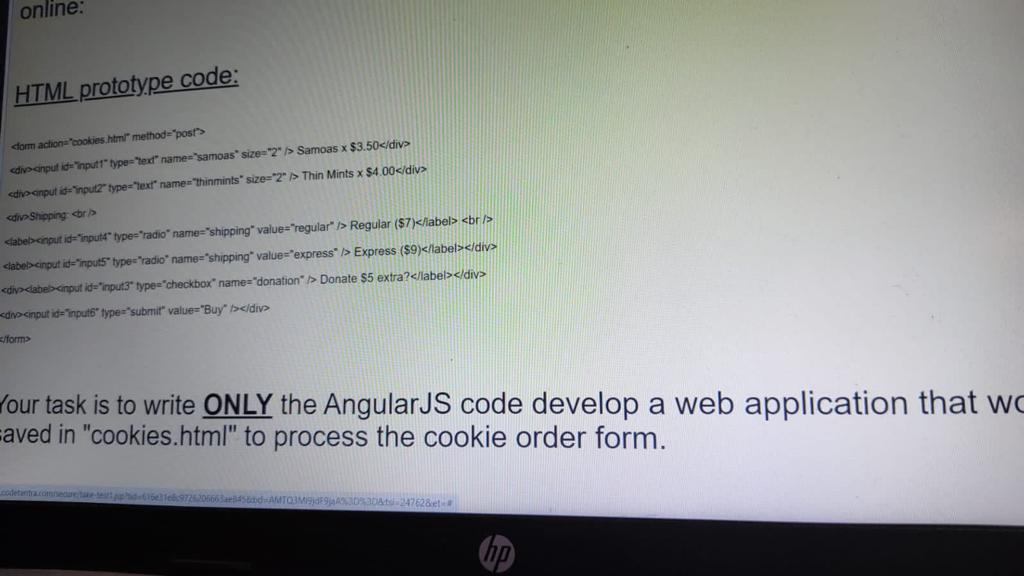 online:
HTML prototype code:
<form action="cookies.html" method="post">
<div><input id="input1" type="text" name="samoas" size="2" /> Samoas x $3.50</div>
<div><input id="input2" type="text" name="thinmints" size="2" /> Thin Mints x $4.00</div>
<div>Shipping: <br />
<label><input id="input4" type="radio" name="shipping" value="regular" /> Regular ($7)</label> <br />
<label><input id="input5" type="radio" name="shipping" value="express" /> Express ($9)</label></div>
<div><label><input id="input3" type="checkbox" name="donation" /> Donate $5 extra?</label></div>
<div><input id="input6" type="submit" value="Buy" /></div>
</form>
Your task is to write ONLY the AngularJS code develop a web application that wo
saved in "cookies.html" to process the cookie order form.
hp